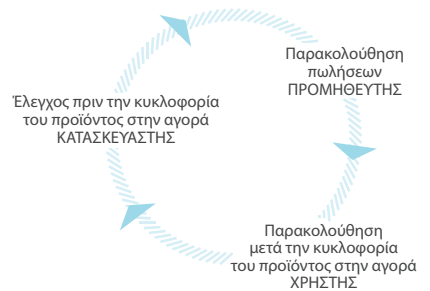 Παρακολούθηση
πωλήσεων
ΠΡΟΜΗΘΕΥΤΗΣ
Έλεγχος πριν την κυκλοφορία
του προϊόντος στην αγορά
ΚΑΤΑΣΚΕΥΑΣΤΗΣ
Παρακολούθηση
μετά την κυκλοφορία
του προϊόντος στην αγορά
ΧΡΗΣΤΗΣ